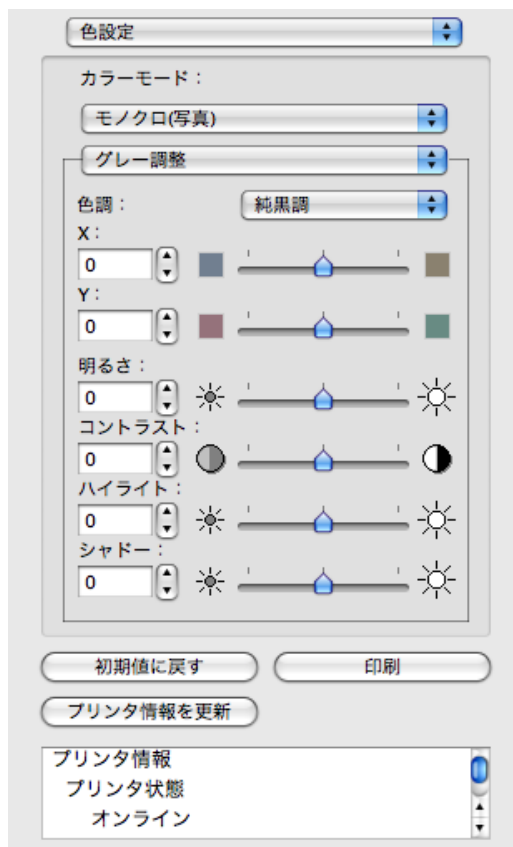 色設定
カラーモード：
モノクロ(写真)
グレー調整
色調： 純黒調
X：
0
Y：
0
明るさ：
0
コントラスト：
0
ハイライト：
0
シャドー：
0
初期値に戻す 印刷
プリンタ情報を更新
プリンタ情報
プリンタ状態
オンライン